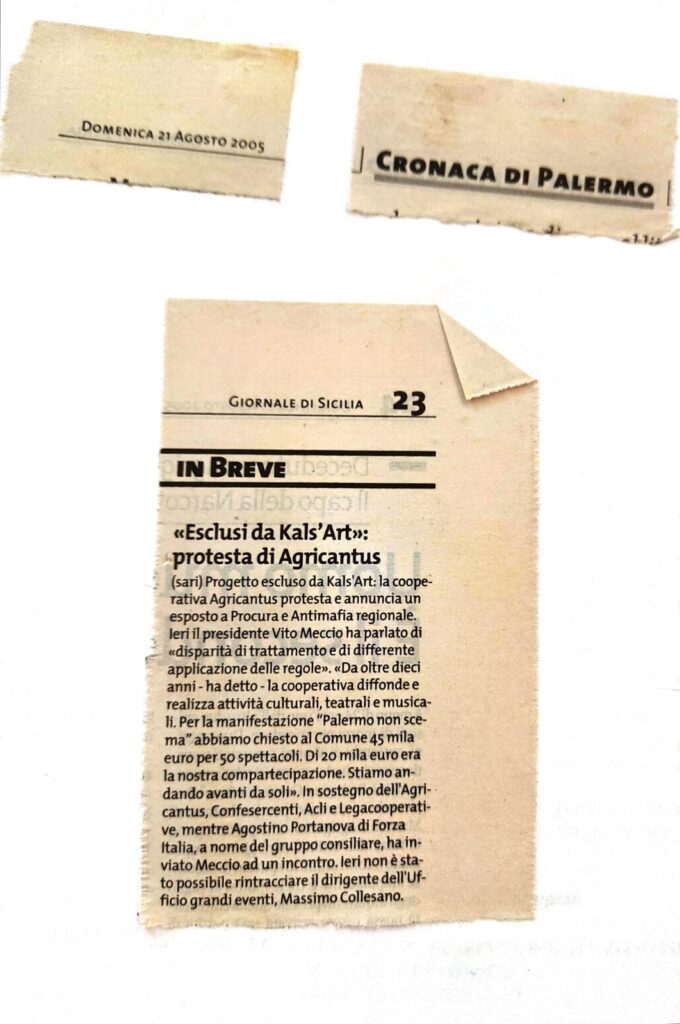 Domenica 21 Agosto 2005
Cronaca di Palermo
Giornale di Sicilia 23
in Breve
«Esclusi da Kals'Art»:
protesta di Agricantus
(sari) Progetto escluso da Kals'Art: la coope-
rativa Agricantus protesta e annuncia un
esposto a Procura e Antimafia regionale.
Ieri il presidente Vito Meccio ha parlato di
«disparità di trattamento e di differente
applicazione delle regole». «Da oltre dieci
anni - ha detto - la cooperativa diffonde e
realizza attività culturali, teatrali e musica-
li. Per la manifestazione "Palermo non sce-
ma" abbiamo chiesto al Comune 45 mila
euro per 50 spettacoli. Di 20 mila euro era
la nostra compartecipazione. Stiamo an-
dando avanti da soli». In sostegno dell'Agri-
cantus, Confesercenti, Acli e Legacooperati-
ve, mentre Agostino Portanova di Forza
Italia, a nome del gruppo consiliare, ha in-
viato Meccio ad un incontro. Ieri non è sta-
to possibile rintracciare il dirigente dell'Uf-
ficio grandi eventi, Massimo Collesano.